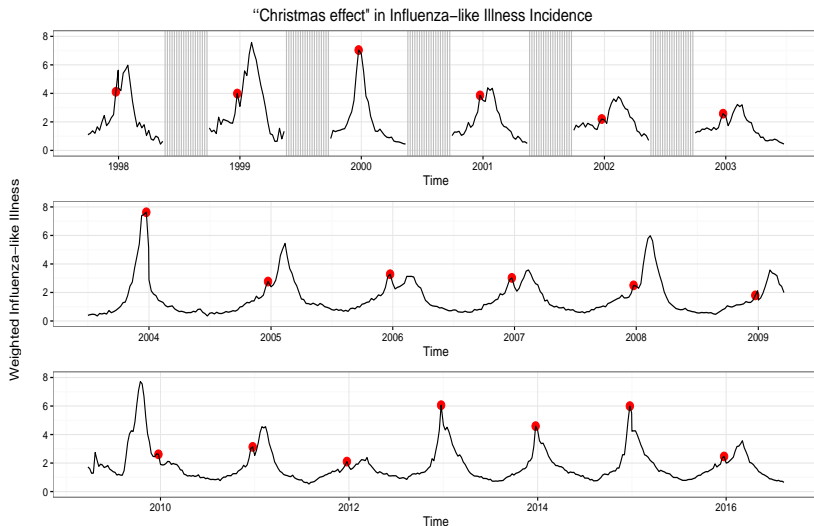 “Christmas effect" in Influenza-like Illness Incidence
Weighted Influenza-like Illness
8
6
4
2
0
1998 1999 2000 2001 2002 2003
Time
8
6
4
2
0
2004 2005 2006 2007 2008 2009
Time
8
6
4
2
0
2010 2012 2014 2016
Time